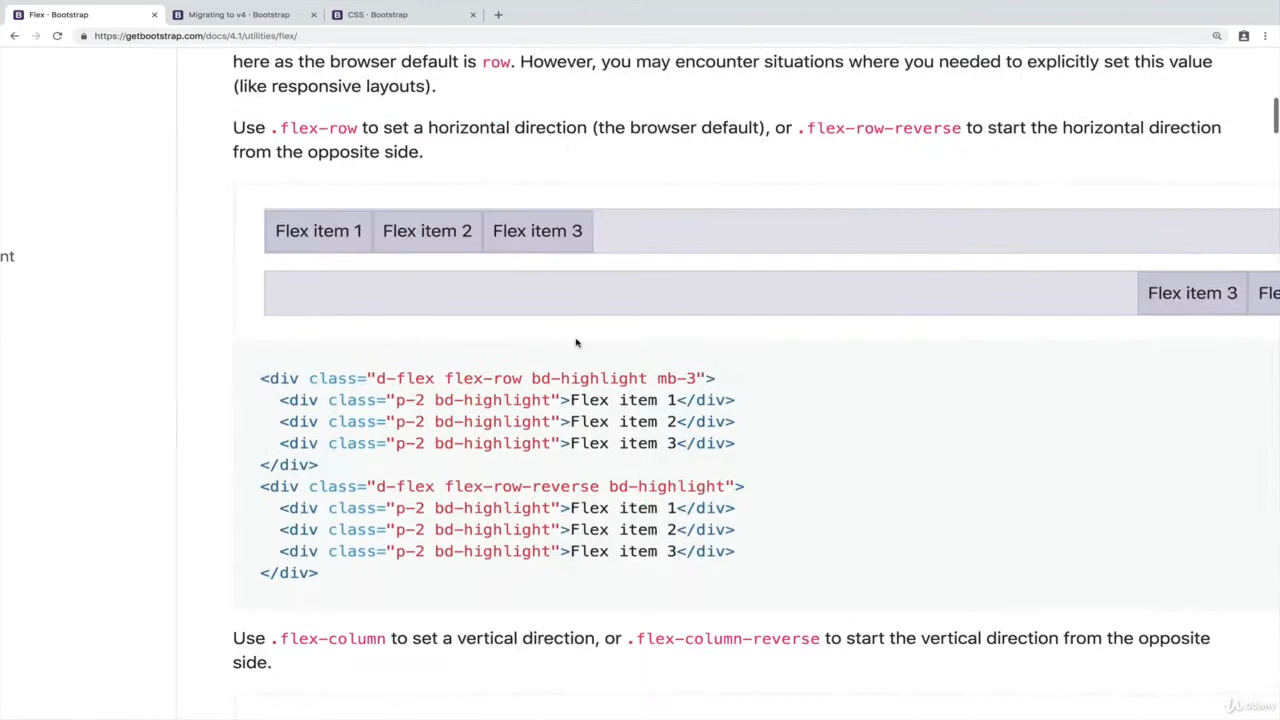 Flex · Bootstrap
Migrating to v4 · Bootstrap
CSS · Bootstrap
https://getbootstrap.com/docs/4.1/utilities/flex/
here as the browser default is row. However, you may encounter situations where you needed to explicitly set this value
(like responsive layouts).
Use .flex-row to set a horizontal direction (the browser default), or .flex-row-reverse to start the horizontal direction
from the opposite side.
Flex item 1 Flex item 2 Flex item 3
nt
Flex item 3 Fle
<div class="d-flex flex-row bd-highlight mb-3">
<div class="p-2 bd-highlight">Flex item 1</div>
<div class="p-2 bd-highlight">Flex item 2</div>
<div class="p-2 bd-highlight">Flex item 3</div>
</div>
<div class="d-flex flex-row-reverse bd-highlight">
<div class="p-2 bd-highlight">Flex item 1</div>
<div class="p-2 bd-highlight">Flex item 2</div>
<div class="p-2 bd-highlight">Flex item 3</div>
</div>
Use .flex-column to set a vertical direction, or .flex-column-reverse to start the vertical direction from the opposite
side.
Udemy